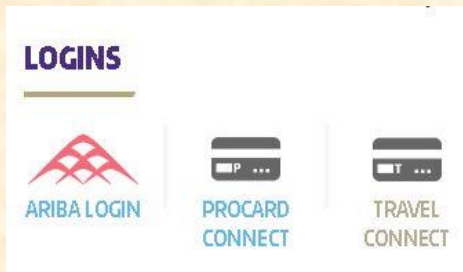 LOGINS
P ...
T ...
ARIBA LOGIN
PROCARD
CONNECT
TRAVEL
CONNECT